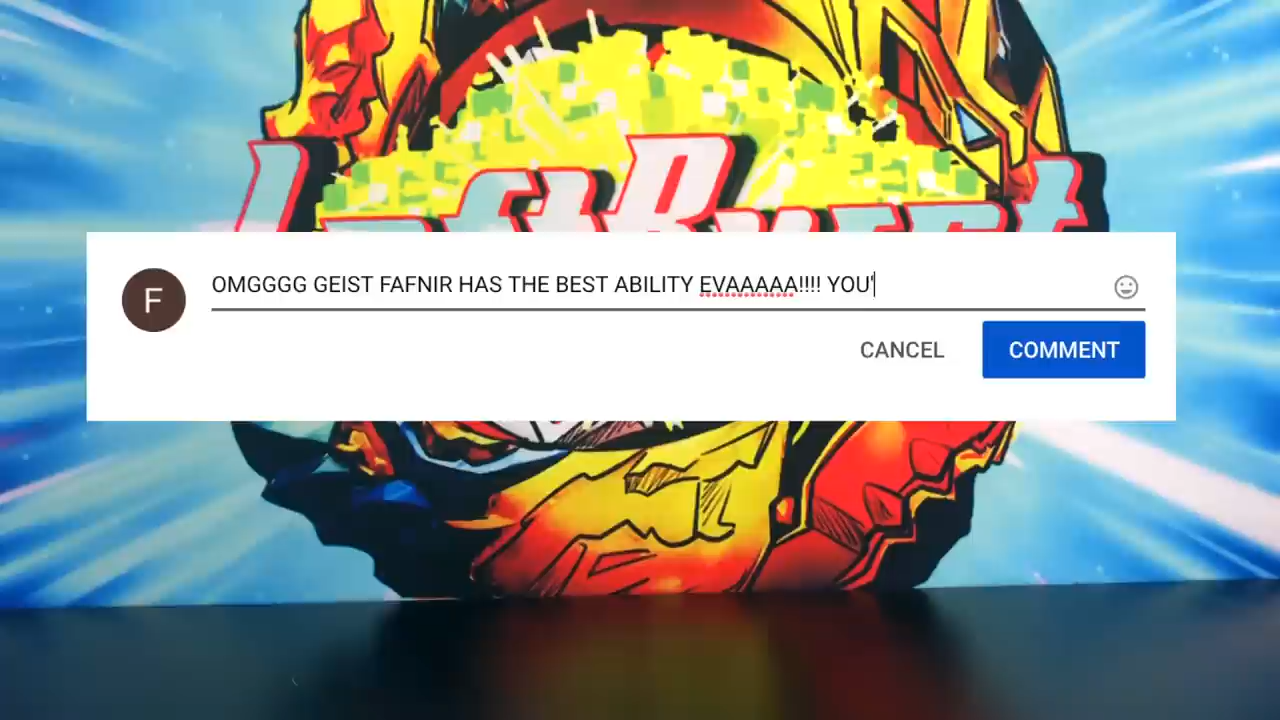 F
OMGGGG GEIST FAFNIR HAS THE BEST ABILITY EVAAAAA!!!! YOU'
CANCEL
COMMENT